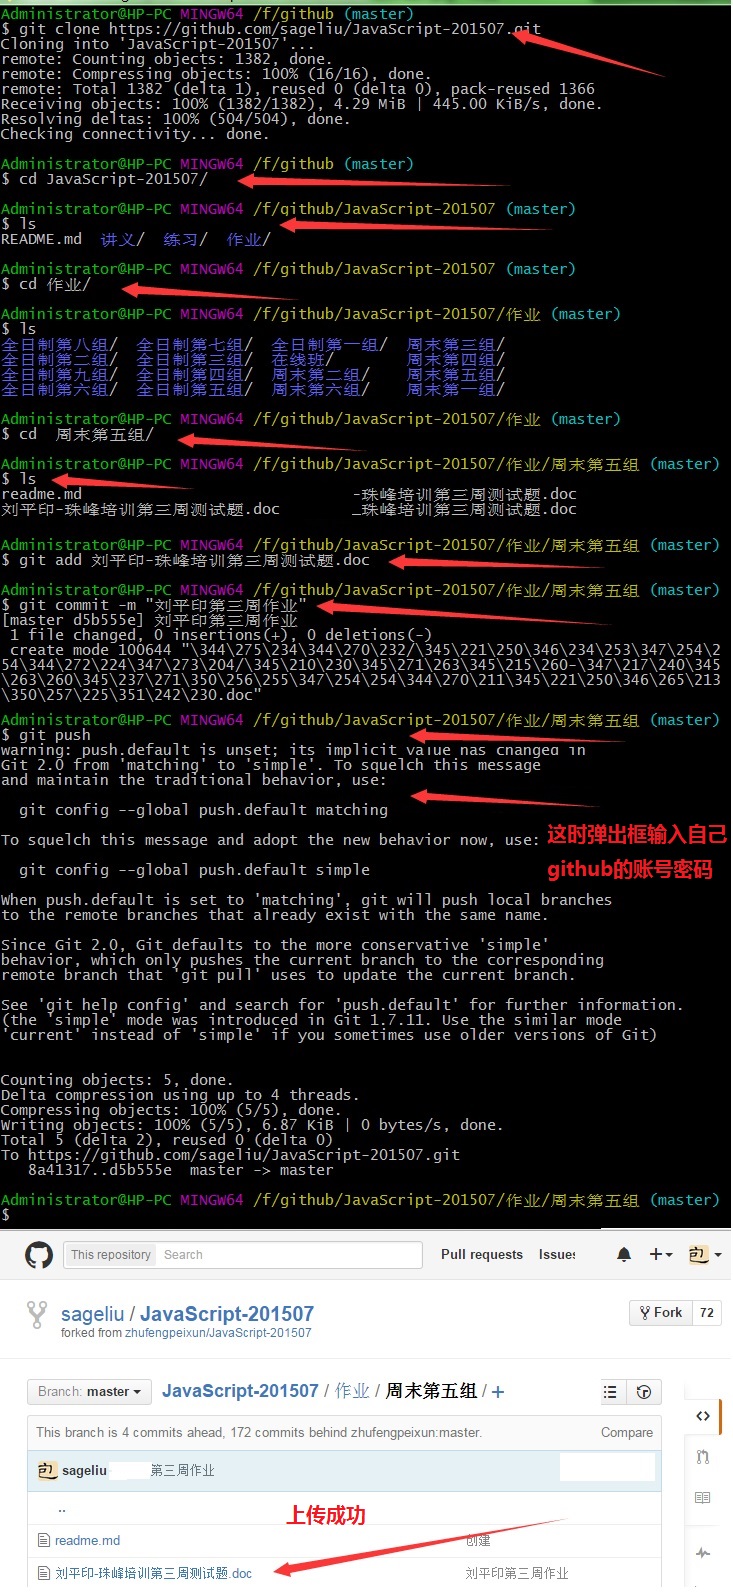 Administrator@HP-PC MINGW64 /f/github (master)
$ git clone https://github.com/sageliu/JavaScript-201507.git
Cloning into 'JavaScript-201507'...
remote: Counting objects: 1382, done.
remote: Compressing objects: 100% (16/16), done.
remote: Total 1382 (delta 1), reused 0 (delta 0), pack-reused 1366
Receiving objects: 100% (1382/1382), 4.29 MiB | 445.00 KiB/s, done.
Resolving deltas: 100% (504/504), done.
Checking connectivity... done.
Administrator@HP-PC MINGW64 /f/github (master)
$ cd JavaScript-201507/
Administrator@HP-PC MINGW64 /f/github/JavaScript-201507 (master)
$ ls
README.md 讲义/ 练习/ 作业/
Administrator@HP-PC MINGW64 /f/github/JavaScript-201507 (master)
$ cd 作业/
Administrator@HP-PC MINGW64 /f/github/JavaScript-201507/作业 (master)
$ ls
全日制第八组/ 全日制第七组/ 全日制第一组/ 周末第三组/
全日制第二组/ 全日制第三组/ 在线班/ 周末第四组/
全日制第九组/ 全日制第四组/ 周末第二组/ 周末第五组/
全日制第六组/ 全日制第五组/ 周末第六组/ 周末第一组/
Administrator@HP-PC MINGW64 /f/github/JavaScript-201507/作业 (master)
$ cd 周末第五组/
Administrator@HP-PC MINGW64 /f/github/JavaScript-201507/作业/周末第五组 (master)
$ ls
readme.md -珠峰培训第三周测试题.doc
刘平印-珠峰培训第三周测试题.doc _珠峰培训第三周测试题.doc
Administrator@HP-PC MINGW64 /f/github/JavaScript-201507/作业/周末第五组 (master)
$ git add 刘平印-珠峰培训第三周测试题.doc
Administrator@HP-PC MINGW64 /f/github/JavaScript-201507/作业/周末第五组 (master)
$ git commit -m "刘平印第三周作业"
[master d5b555e] 刘平印第三周作业
1 file changed, 0 insertions(+), 0 deletions(-)
create mode 100644 "\344\275\234\344\270\232/\345\221\250\346\234\253\347\254\2
54\344\272\224\347\273\204/\345\210\230\345\271\263\345\215\260-\347\217\240\345
\263\260\345\237\271\350\256\255\347\254\254\344\270\211\345\221\250\346\265\213
\350\257\225\351\242\230.doc"
Administrator@HP-PC MINGW64 /f/github/JavaScript-201507/作业/周末第五组 (master)
$ git push
warning: push.default is unset; its implicit value has changed in
Git 2.0 from 'matching' to 'simple'. To squelch this message
and maintain the traditional behavior, use:
git config --global push.default matching
To squelch this message and adopt the new behavior now, use:
这时弹出框输入自己
git config --global push.default simple
github的账号密码
When push.default is set to 'matching', git will push local branches
to the remote branches that already exist with the same name.
Since Git 2.0, Git defaults to the more conservative 'simple'
behavior, which only pushes the current branch to the corresponding
remote branch that 'git pull' uses to update the current branch.
See 'git help config' and search for 'push.default' for further information.
(the 'simple' mode was introduced in Git 1.7.11. Use the similar mode
'current' instead of 'simple' if you sometimes use older versions of Git)
Counting objects: 5, done.
Delta compression using up to 4 threads.
Compressing objects: 100% (5/5), done.
Writing objects: 100% (5/5), 6.87 KiB | 0 bytes/s, done.
Total 5 (delta 2), reused 0 (delta 0)
To https://github.com/sageliu/JavaScript-201507.git
8a41317..d5b555e master -> master
Administrator@HP-PC MINGW64 /f/github/JavaScript-201507/作业/周末第五组 (master)
$
This repository Search Pull requests Issues
sageliu / JavaScript-201507
Fork 72
forked from zhufengpeixun/JavaScript-201507
Branch: master JavaScript-201507 / 作业 / 周末第五组 / +
This branch is 4 commits ahead, 172 commits behind zhufengpeixun:master. Compare
sageliu 第三周作业
..
上传成功
readme.md 创建
刘平印-珠峰培训第三周测试题.doc 刘平印第三周作业